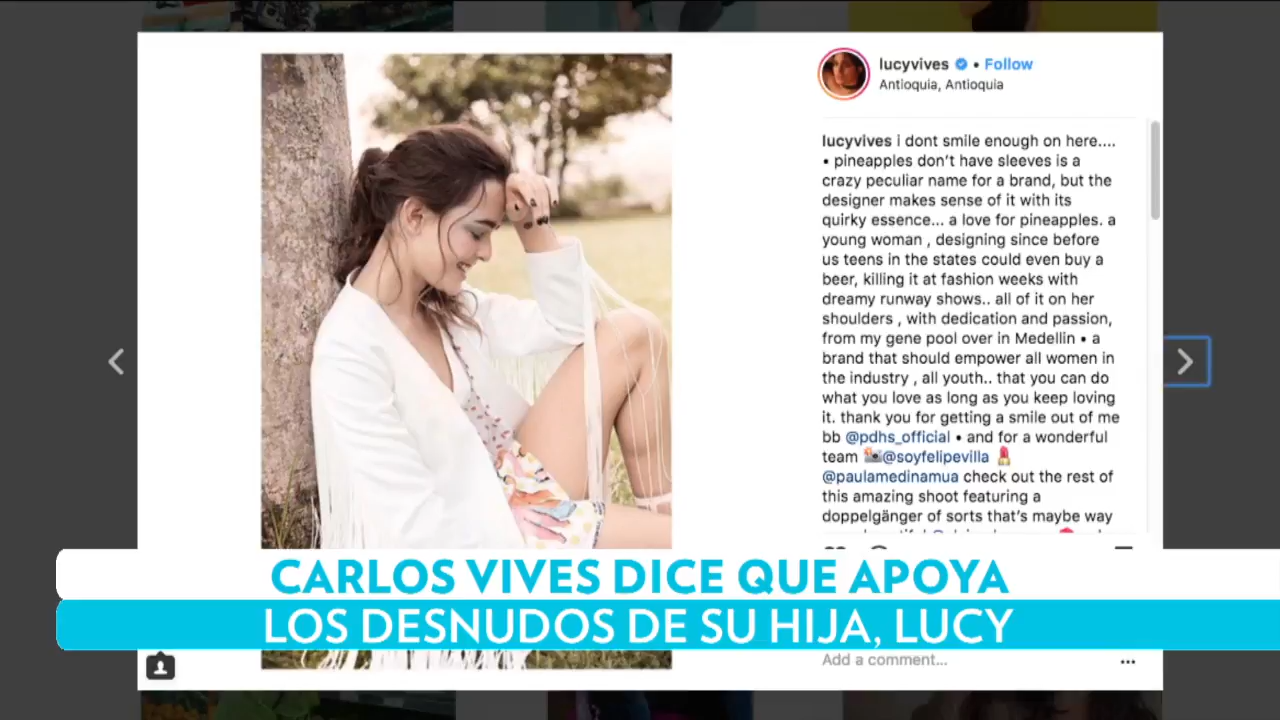 lucyvives • Follow
Antioquia, Antioquia
lucyvives i dont smile enough on here....
• pineapples don't have sleeves is a
crazy peculiar name for a brand, but the
designer makes sense of it with its
quirky essence... a love for pineapples. a
young woman , designing since before
us teens in the states could even buy a
beer, killing it at fashion weeks with
dreamy runway shows.. all of it on her
shoulders , with dedication and passion,
from my gene pool over in Medellin • a
brand that should empower all women in
the industry , all youth.. that you can do
what you love as long as you keep loving
it. thank you for getting a smile out of me
bb @pdhs_official • and for a wonderful
team 📸@soyfelipevilla 💄
@paulamedinamua check out the rest of
this amazing shoot featuring a
doppelgänger of sorts that's maybe way
CARLOS VIVES DICE QUE APOYA
LOS DESNUDOS DE SU HIJA, LUCY
Add a comment...